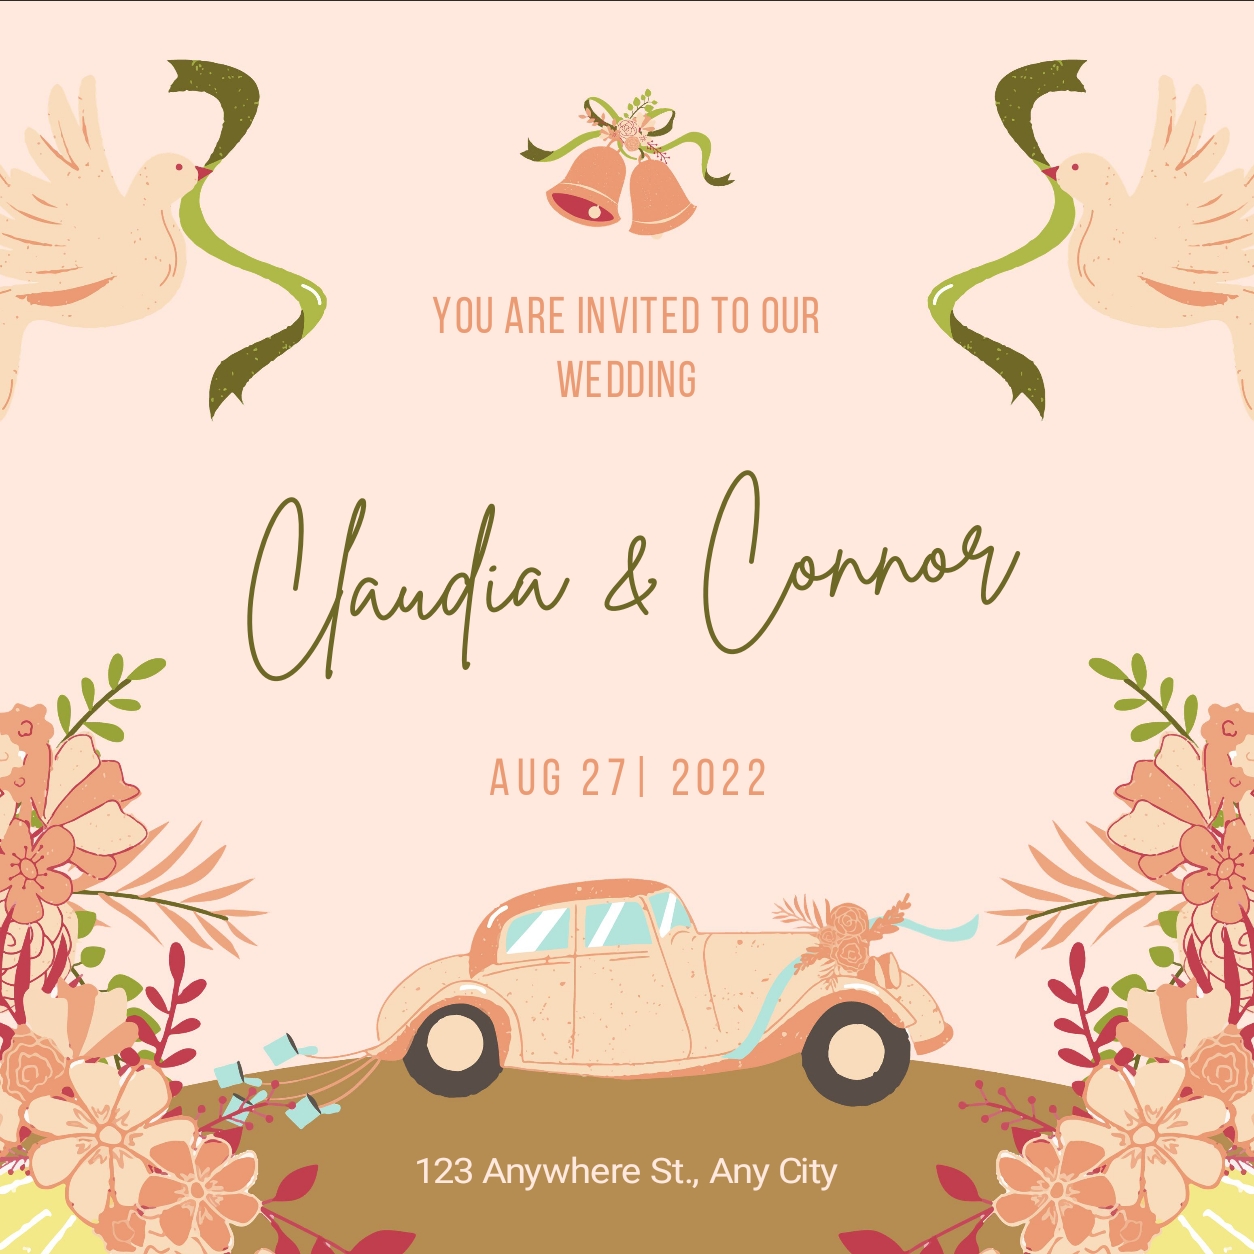 YOU ARE INVITED TO OUR
WEDDING
Claudia & Connor
AUG 27| 2022
123 Anywhere St., Any City